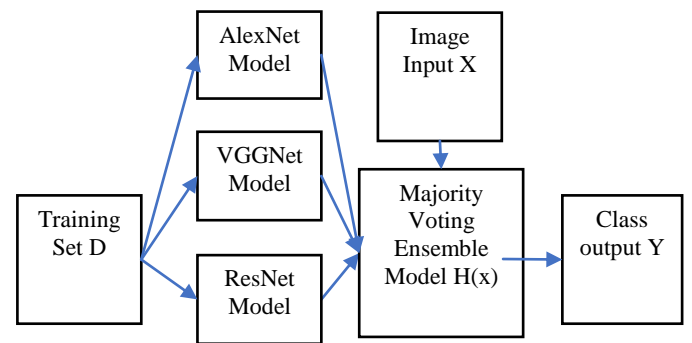 Training
Set D
AlexNet
Model
VGGNet
Model
ResNet
Model
Image
Input X
Majority
Voting
Ensemble
Model H(x)
Class
output Y